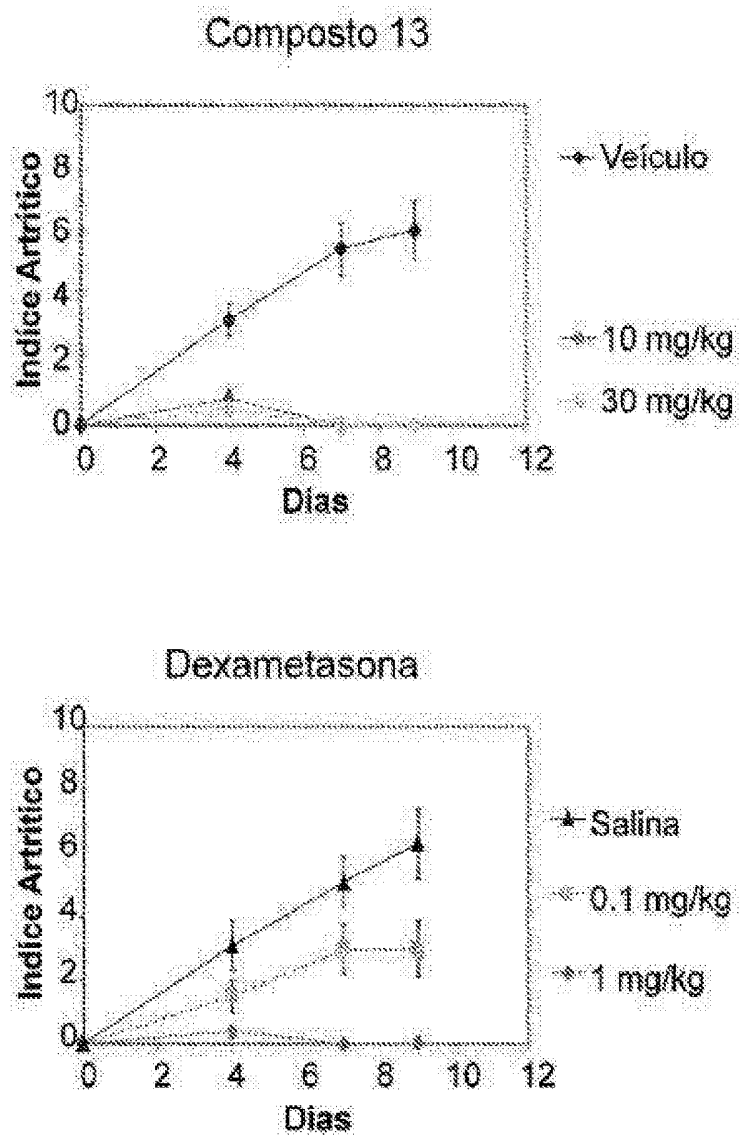 Composto 13
Indíce Artrítico
10
8
6
4
2
0
0 2 4 6 8 10 12
Dias
Veículo
10 mg/kg
30 mg/kg
Dexametasona
Indíce Artrítico
10
8
6
4
2
0
0 2 4 6 8 10 12
Dias
Salina
0.1 mg/kg
1 mg/kg